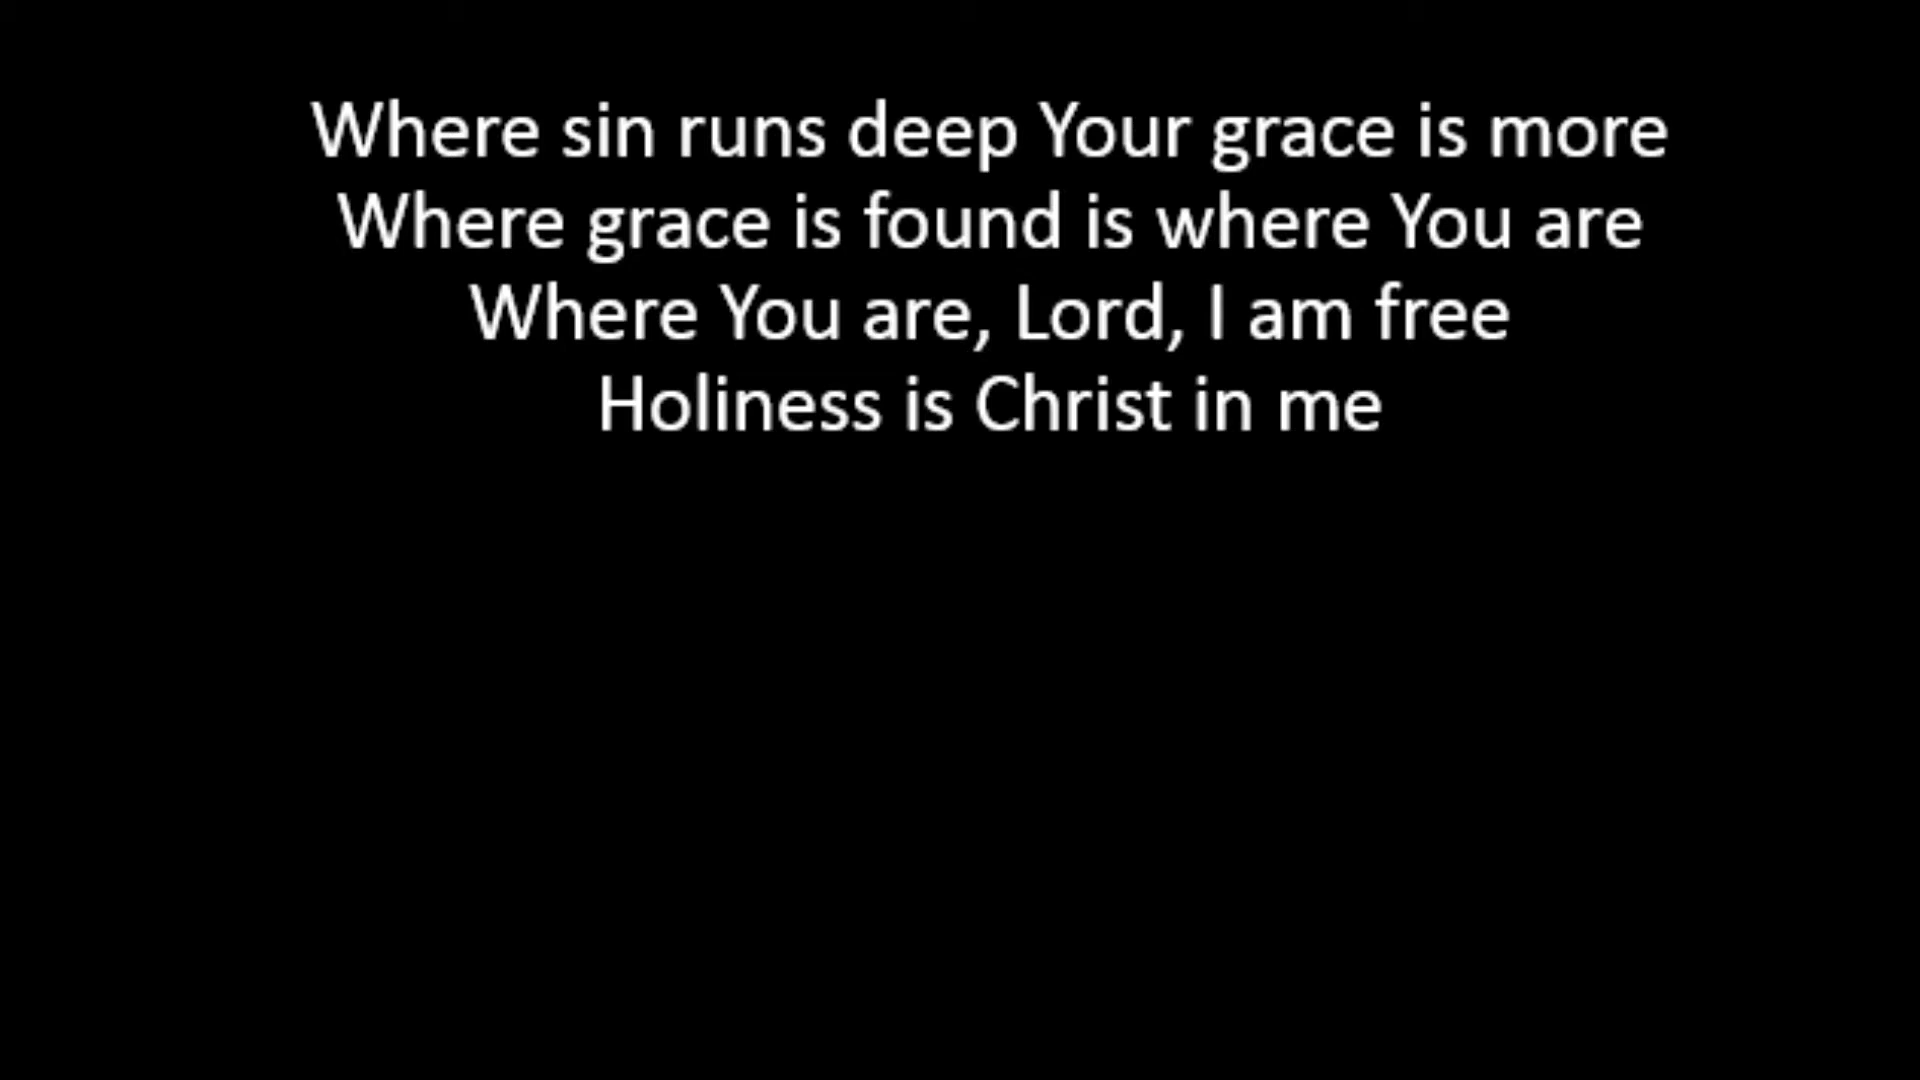 Where sin runs deep Your grace is more
Where grace is found is where You are
Where You are, Lord, I am free
Holiness is Christ in me